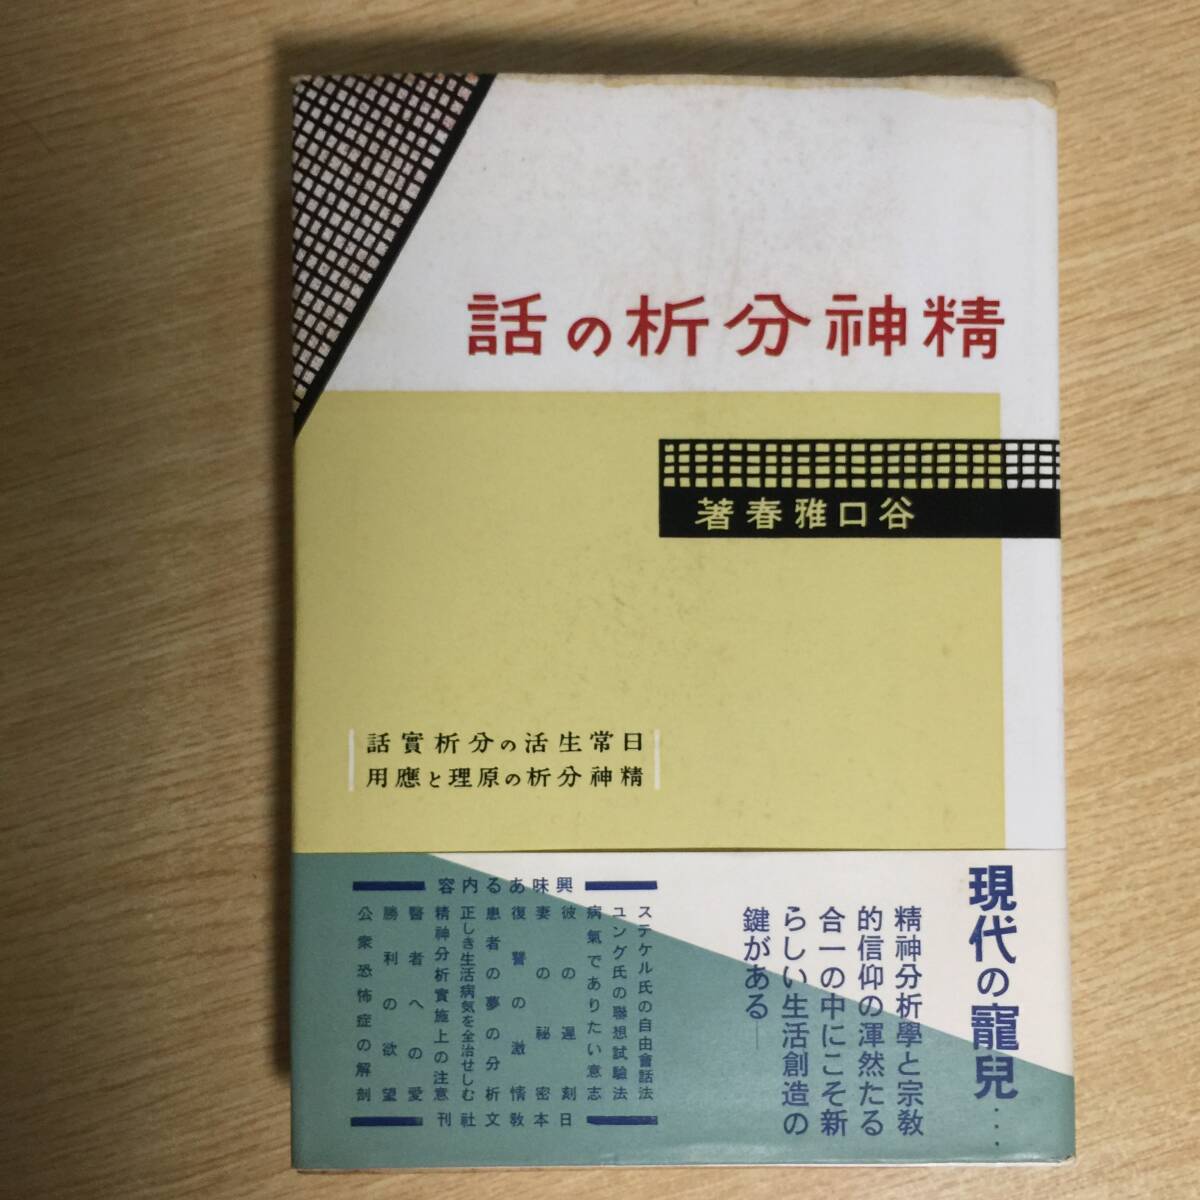 話の析分神精
著春雅口谷
話實析分の活生常日
用應と理原の析分神精
現代の寵兒……
精神分析學と宗教
的信仰の渾然たる
合一の中にこそ新
らしい生活創造の
鍵がある——
容内るあ味興
ステケル氏の自由會話法
ユング氏の聯想試驗法
病氣でありたい意志
彼の遲刻
妻の祕密
復讐の激情
患者の夢の分析
正しき生活病気を全治せしむ
精神分析實施上の注意
醫者への愛
勝利の欲望
公衆恐怖症の解剖
刊社文敎本日